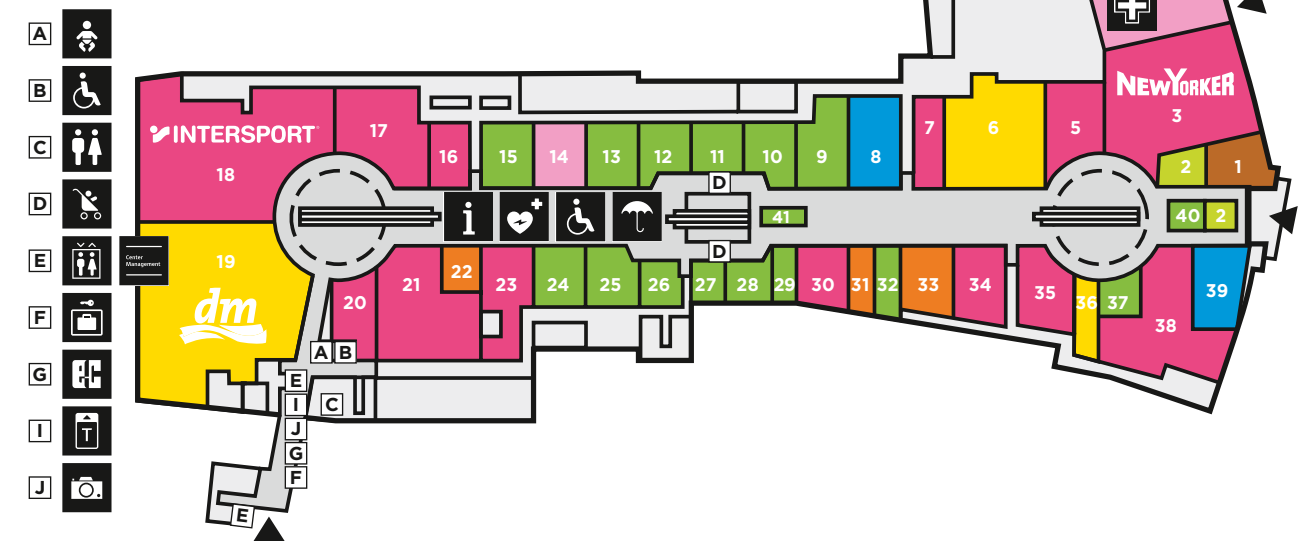 A
B
C
D
E
Center
Management
F
G
I
J
INTERSPORT
18
17
16
15
14
13
12
11
10
9
8
7
6
5
NEWYORKER
3
2
1
D
i
41
40
2
D
19
dm
20
21
22
23
24
25
26
27
28
29
30
31
32
33
34
35
36
37
38
39
A
B
E
I
C
J
G
F
E
T